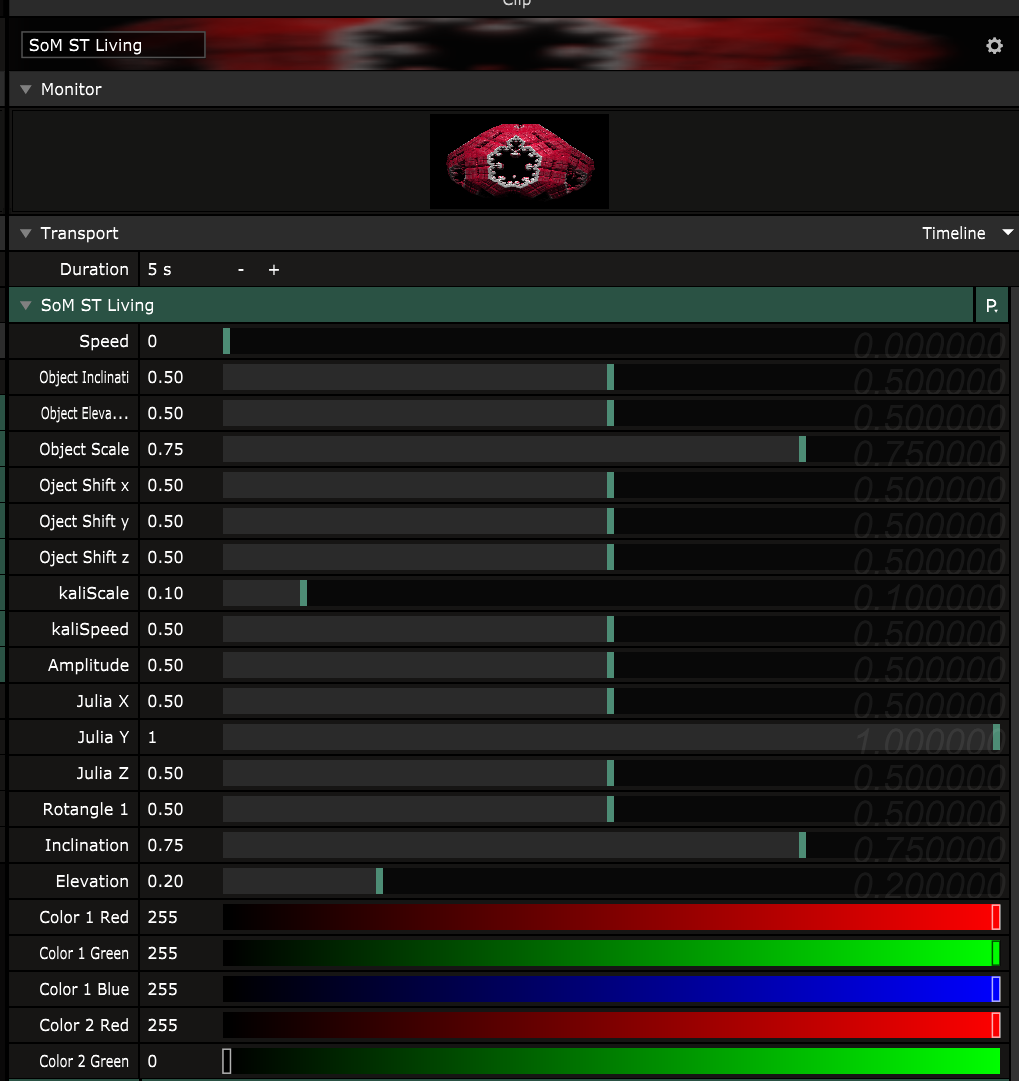 Clip
SoM ST Living
Monitor
Transport Timeline
Duration 5 s - +
SoM ST Living P.
Speed 0 0.000000
Object Inclinati 0.50 0.500000
Object Eleva... 0.50 0.500000
Object Scale 0.75 0.750000
Oject Shift x 0.50 0.500000
Oject Shift y 0.50 0.500000
Oject Shift z 0.50 0.500000
kaliScale 0.10 0.100000
kaliSpeed 0.50 0.500000
Amplitude 0.50 0.500000
Julia X 0.50 0.500000
Julia Y 1 1.000000
Julia Z 0.50 0.500000
Rotangle 1 0.50 0.500000
Inclination 0.75 0.750000
Elevation 0.20 0.200000
Color 1 Red 255
Color 1 Green 255
Color 1 Blue 255
Color 2 Red 255
Color 2 Green 0